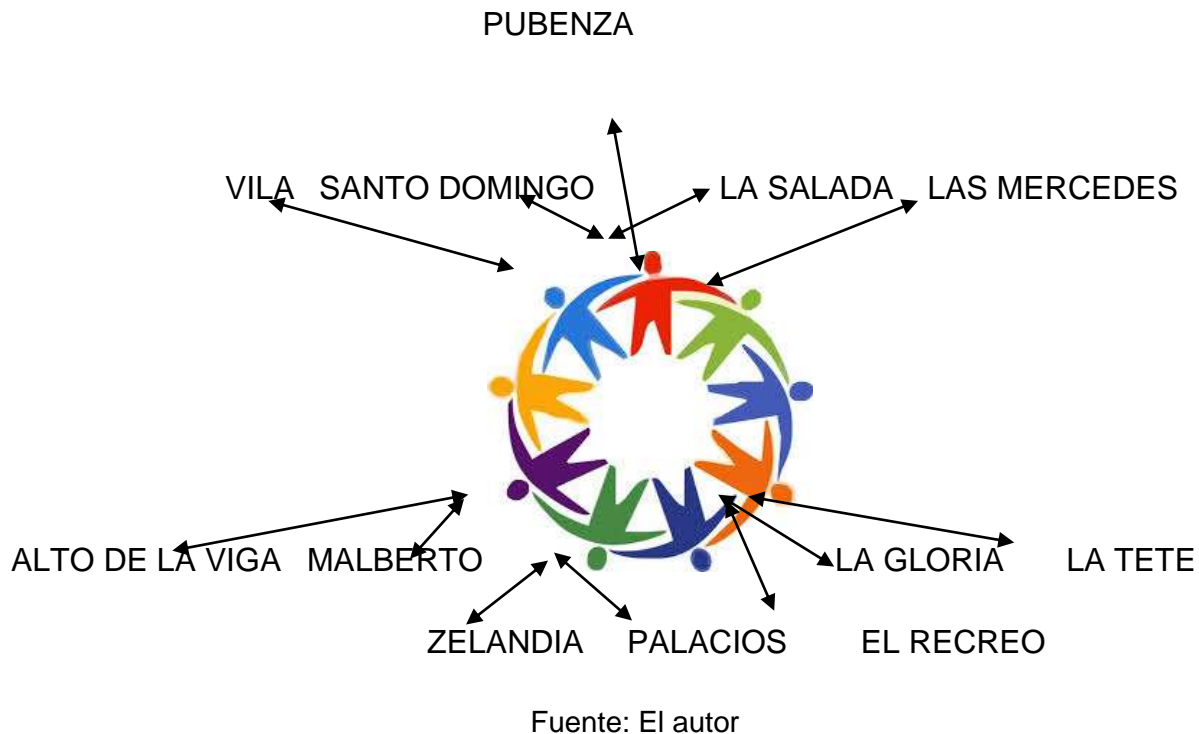 PUBENZA
VILA SANTO DOMINGO LA SALADA LAS MERCEDES
ALTO DE LA VIGA MALBERTO LA GLORIA LA TETE
ZELANDIA PALACIOS EL RECREO
Fuente: El autor